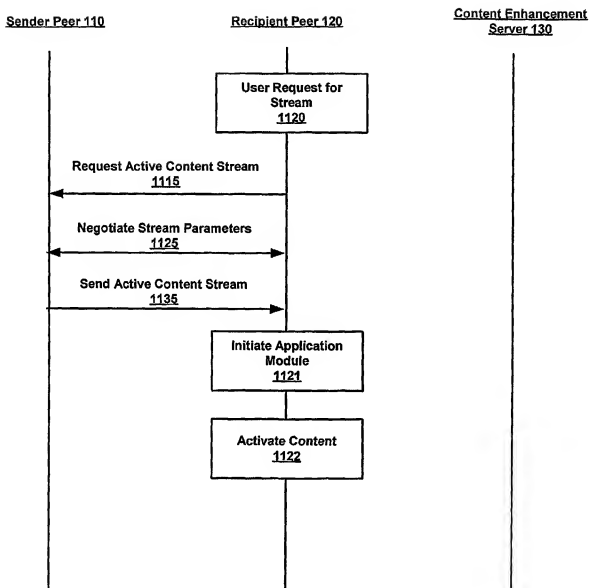 Sender Peer 110
Recipient Peer 120
Content Enhancement
Server 130
User Request for
Stream
1120
Request Active Content Stream
1115
Negotiate Stream Parameters
1125
Send Active Content Stream
1135
Initiate Application
Module
1121
Activate Content
1122